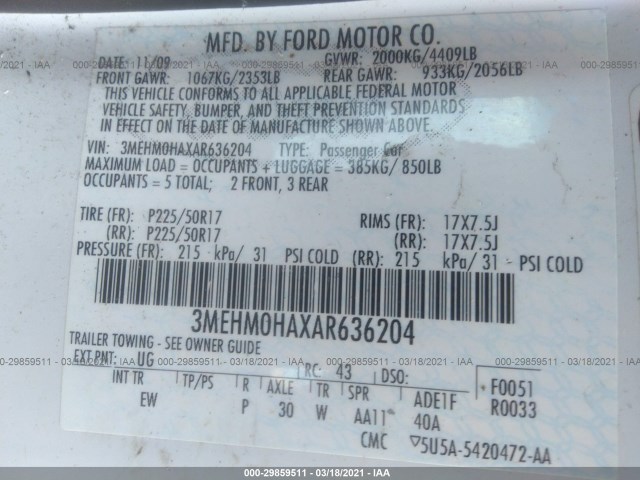 MFD. BY FORD MOTOR CO.
DATE: 11/09 GVWR: 2000KG/4409LB
FRONT GAWR: 1067KG/2353LB REAR GAWR: 933KG/2056LB
THIS VEHICLE CONFORMS TO ALL APPLICABLE FEDERAL MOTOR
VEHICLE SAFETY, BUMPER, AND THEFT PREVENTION STANDARDS
IN EFFECT ON THE DATE OF MANUFACTURE SHOWN ABOVE.
VIN: 3MEHM0HAXAR636204 TYPE: Passenger Car
MAXIMUM LOAD = OCCUPANTS + LUGGAGE = 385KG/ 850LB
OCCUPANTS = 5 TOTAL; 2 FRONT, 3 REAR
TIRE (FR): P225/50R17 RIMS (FR): 17X7.5J
(RR): P225/50R17 (RR): 17X7.5J
PRESSURE (FR): 215 kPa/ 31 PSI COLD (RR): 215 kPa/ 31 PSI COLD
3MEHM0HAXAR636204
TRAILER TOWING - SEE OWNER GUIDE
EXT PNT: UG RC: 43 DSO: F0051
INT TR TP/PS R AXLE TR SPR ADE1F R0033
EW P 30 W AA11 40A
CMC 5U5A-5420472-AA
000-29859511 - 03/18/2021 - IAA